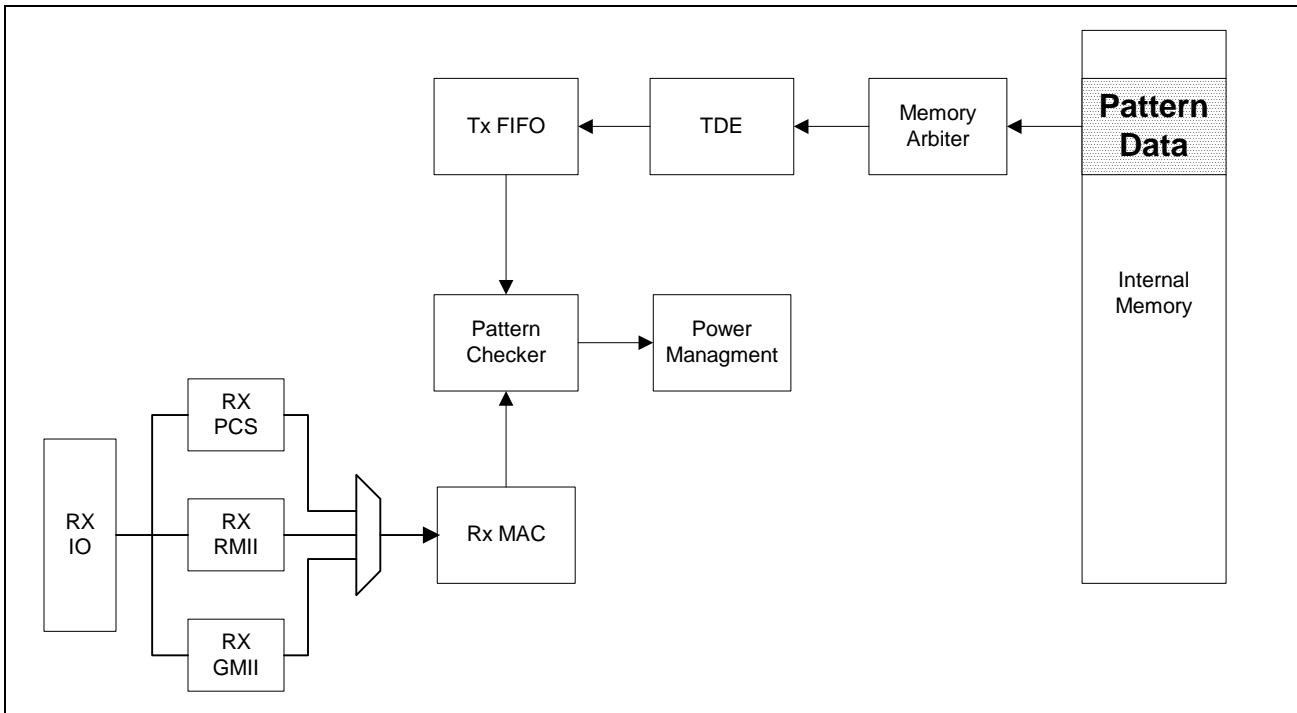 Tx FIFO
TDE
Memory
Arbiter
Pattern
Data
Internal
Memory
Pattern
Checker
Power
Managment
RX
PCS
RX
IO
RX
RMII
Rx MAC
RX
GMII